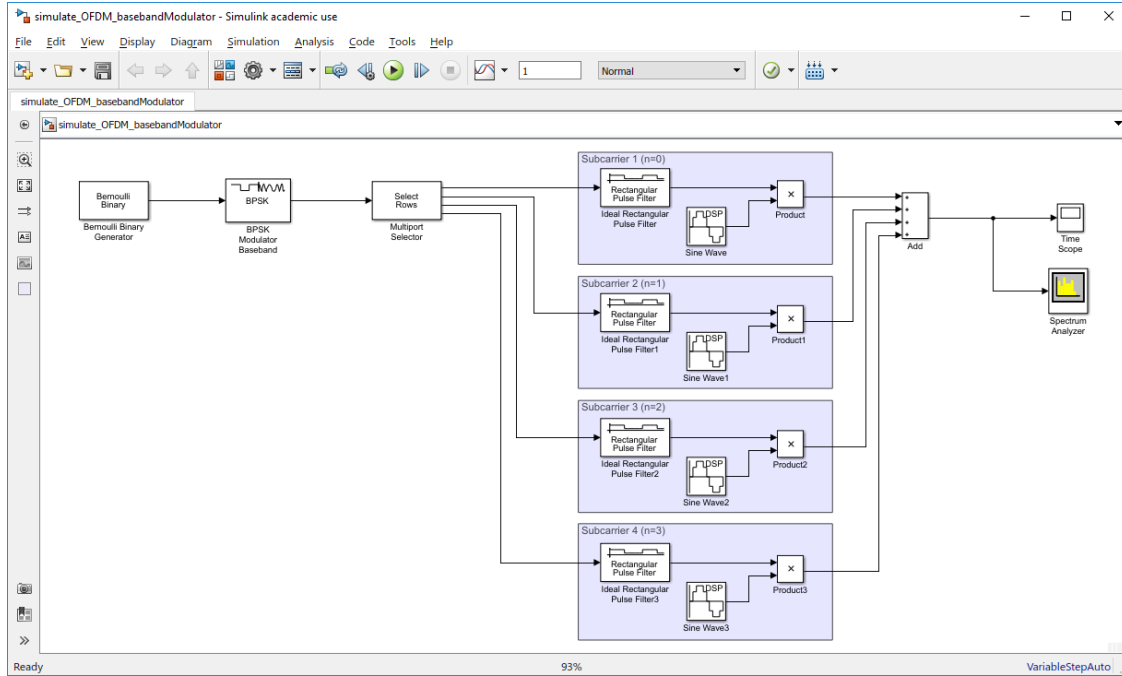 simulate_OFDM_basebandModulator - Simulink academic use
File Edit View Display Diagram Simulation Analysis Code Tools Help
1 Normal
simulate_OFDM_basebandModulator
simulate_OFDM_basebandModulator
Subcarrier 1 (n=0)
Bernoulli
Binary
Bernoulli Binary
Generator
BPSK
BPSK
Modulator
Baseband
Select
Rows
Multiport
Selector
Rectangular
Pulse Filter
Ideal Rectangular
Pulse Filter
DSP
Sine Wave
×
Product
Add
Time
Scope
Spectrum
Analyzer
Subcarrier 2 (n=1)
Rectangular
Pulse Filter
Ideal Rectangular
Pulse Filter1
DSP
Sine Wave1
×
Product1
Subcarrier 3 (n=2)
Rectangular
Pulse Filter
Ideal Rectangular
Pulse Filter2
DSP
Sine Wave2
×
Product2
Subcarrier 4 (n=3)
Rectangular
Pulse Filter
Ideal Rectangular
Pulse Filter3
DSP
Sine Wave3
×
Product3
Ready 93% VariableStepAuto